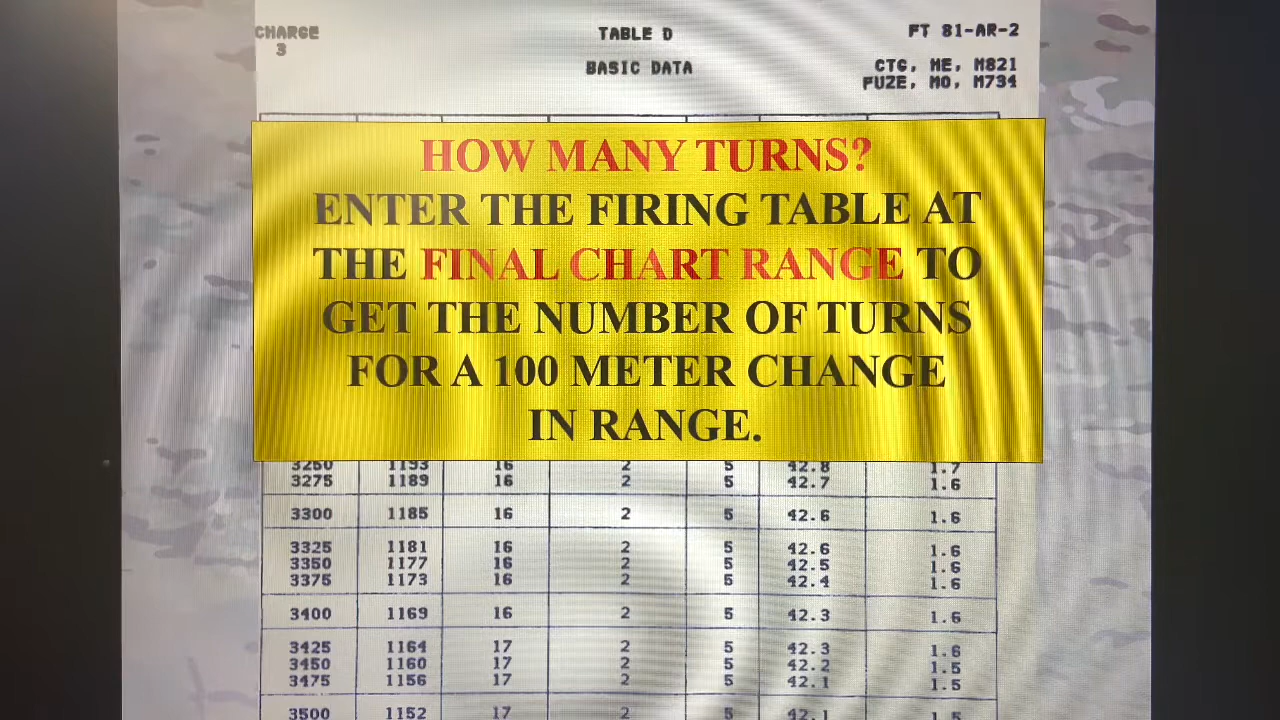 CHARGE TABLE D FT 81-AR-2
3
BASIC DATA CTG, HE, M821
FUZE, MO, M734
HOW MANY TURNS?
ENTER THE FIRING TABLE AT
THE FINAL CHART RANGE TO
GET THE NUMBER OF TURNS
FOR A 100 METER CHANGE
IN RANGE.
3250 1193 16 2 5 42.8 1.7
3275 1189 16 2 5 42.7 1.6
3300 1185 16 2 5 42.6 1.6
3325 1181 16 2 5 42.6 1.6
3350 1177 16 2 5 42.5 1.6
3375 1173 16 2 5 42.4 1.6
3400 1169 16 2 5 42.3 1.6
3425 1164 17 2 5 42.3 1.6
3450 1160 17 2 5 42.2 1.5
3475 1156 17 2 5 42.1 1.5
3500 1152 17 2 5 42.1 1.5